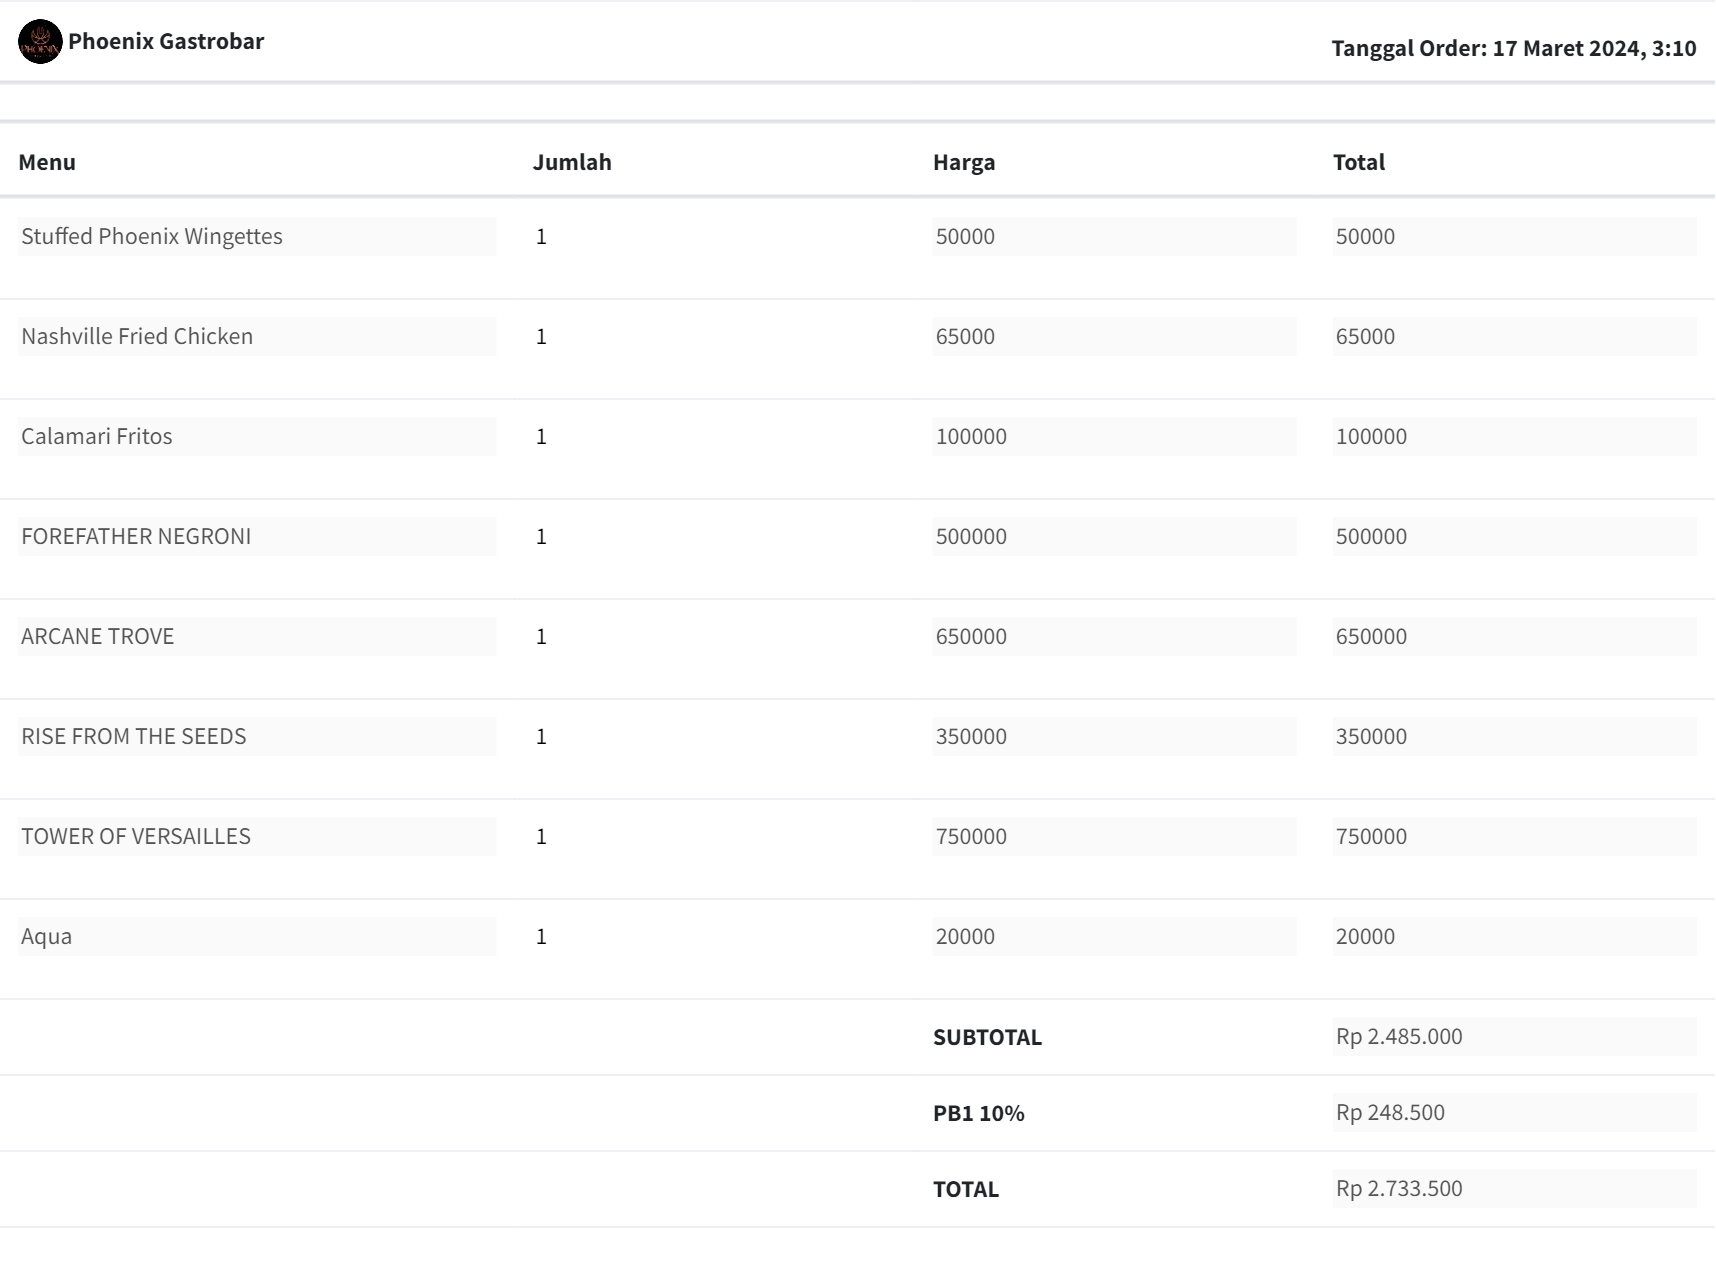 PHOENIX
Phoenix Gastrobar
Tanggal Order: 17 Maret 2024, 3:10
Menu Jumlah Harga Total
Stuffed Phoenix Wingettes 1 50000 50000
Nashville Fried Chicken 1 65000 65000
Calamari Fritos 1 100000 100000
FOREFATHER NEGRONI 1 500000 500000
ARCANE TROVE 1 650000 650000
RISE FROM THE SEEDS 1 350000 350000
TOWER OF VERSAILLES 1 750000 750000
Aqua 1 20000 20000
SUBTOTAL Rp 2.485.000
PB1 10% Rp 248.500
TOTAL Rp 2.733.500